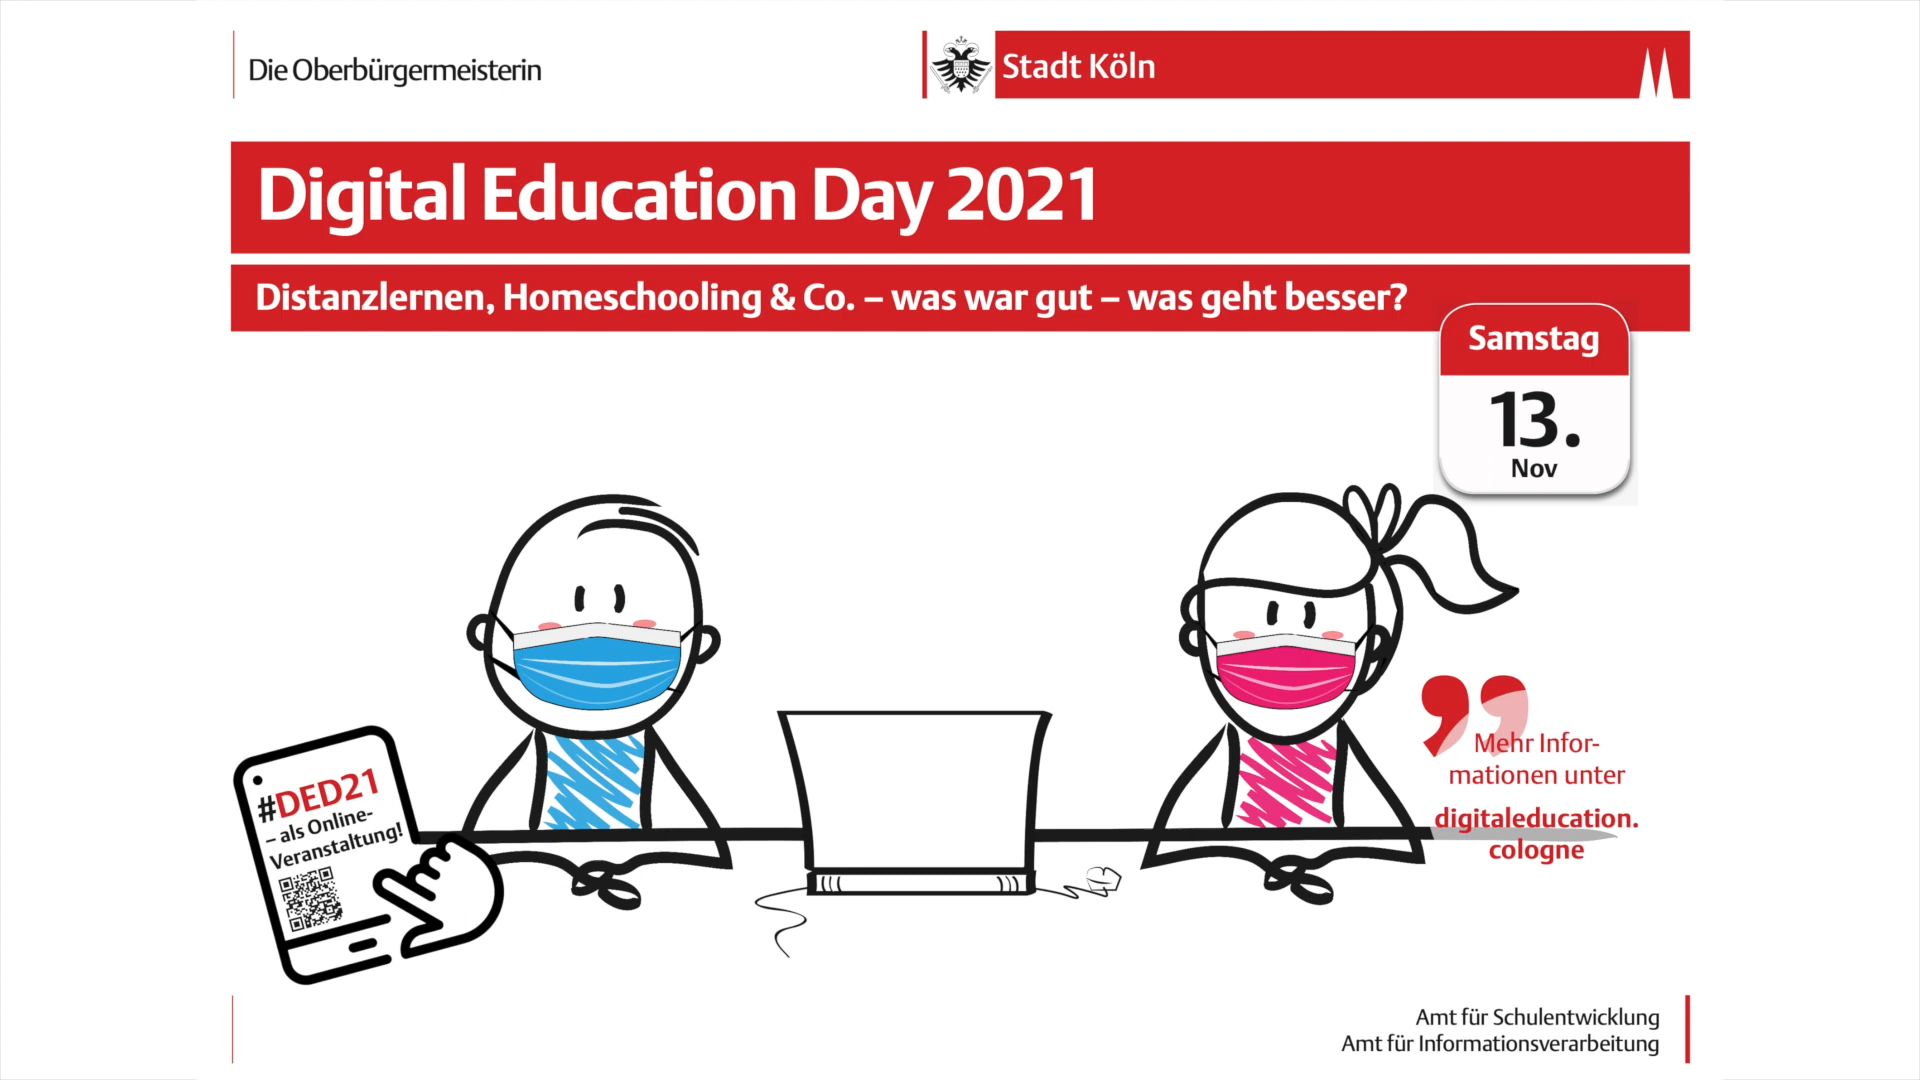 Die Oberbürgermeisterin
Stadt Köln
Digital Education Day 2021
Distanzlernen, Homeschooling & Co. – was war gut – was geht besser?
Samstag
13.
Nov
Mehr Infor-
mationen unter
digitaleducation.
cologne
#DED21
– als Online-
Veranstaltung!
Amt für Schulentwicklung
Amt für Informationsverarbeitung